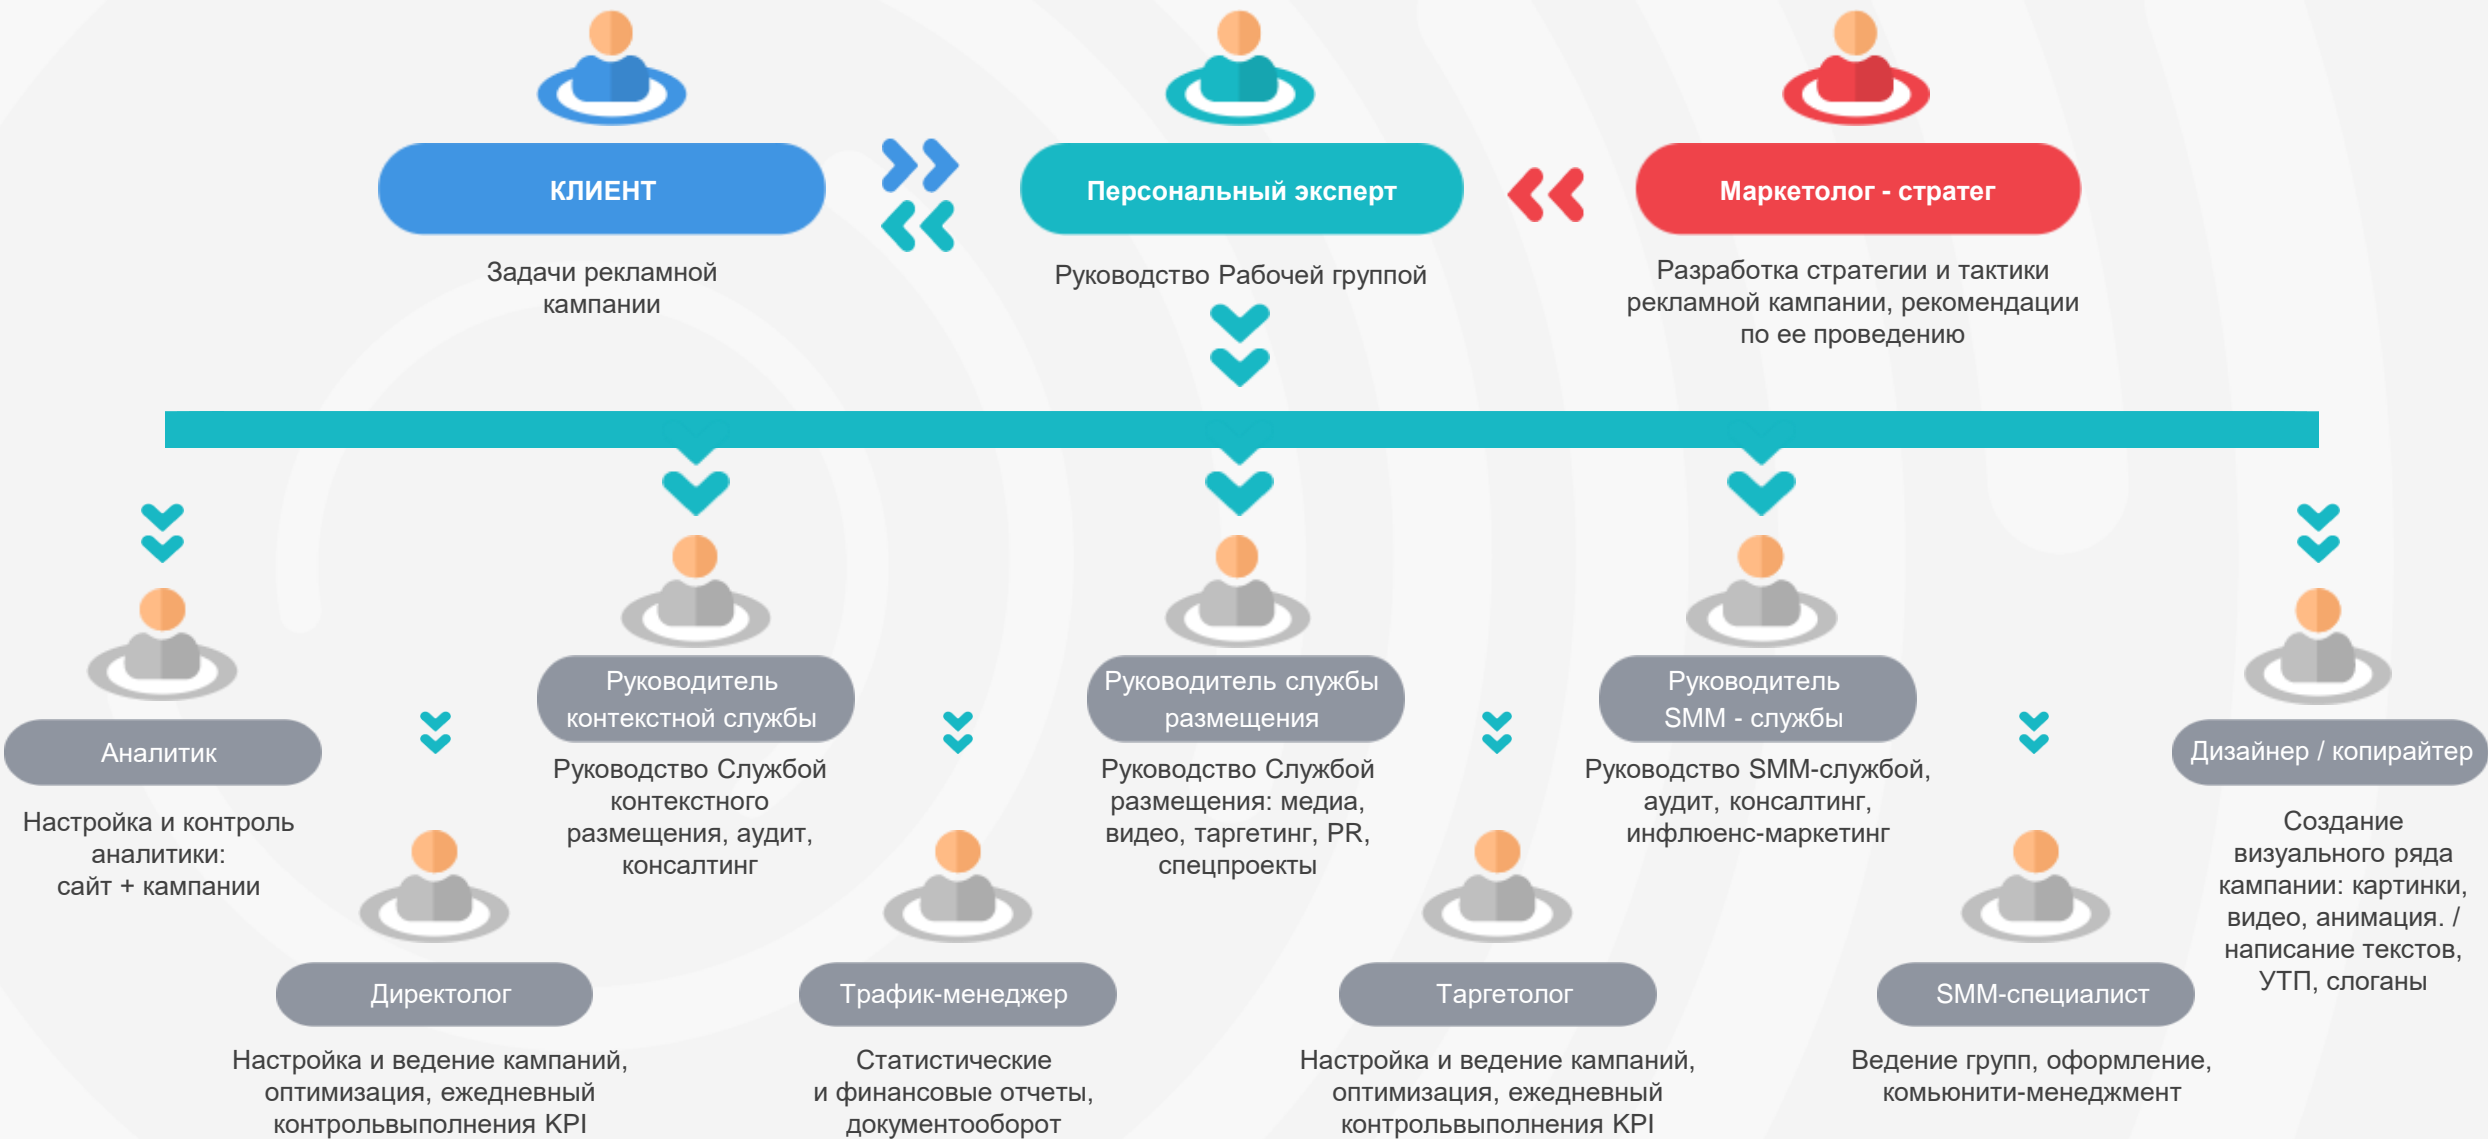 КЛИЕНТ
Задачи рекламной
кампании
Персональный эксперт
Руководство Рабочей группой
Маркетолог - стратег
Разработка стратегии и тактики
рекламной кампании, рекомендации
по ее проведению
Аналитик
Настройка и контроль
аналитики:
сайт + кампании
Руководитель
контекстной службы
Руководство Службой
контекстного
размещения, аудит,
консалтинг
Руководитель службы
размещения
Руководство Службой
размещения: медиа,
видео, таргетинг, PR,
спецпроекты
Руководитель
SMM - службы
Руководство SMM-службой,
аудит, консалтинг,
инфлюенс-маркетинг
Дизайнер / копирайтер
Создание
визуального ряда
кампании: картинки,
видео, анимация. /
написание текстов,
УТП, слоганы
Директолог
Настройка и ведение кампаний,
оптимизация, ежедневный
контрольвыполнения KPI
Трафик-менеджер
Статистические
и финансовые отчеты,
документооборот
Таргетолог
Настройка и ведение кампаний,
оптимизация, ежедневный
контрольвыполнения KPI
SMM-специалист
Ведение групп, оформление,
комьюнити-менеджмент